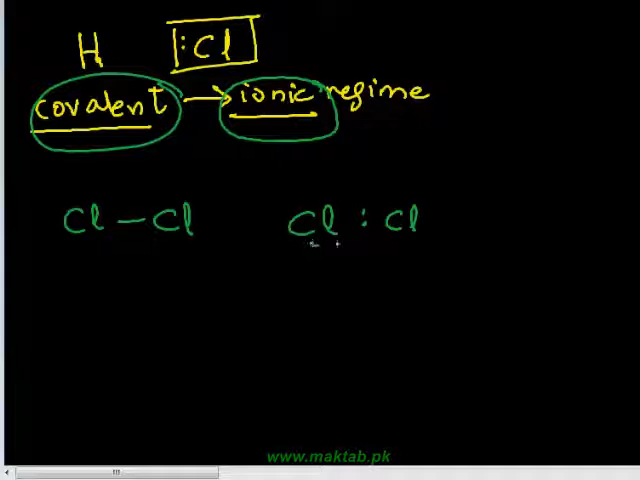 H :Cl
covalent → ionic regime
Cl — Cl Cl : Cl
www.maktab.pk